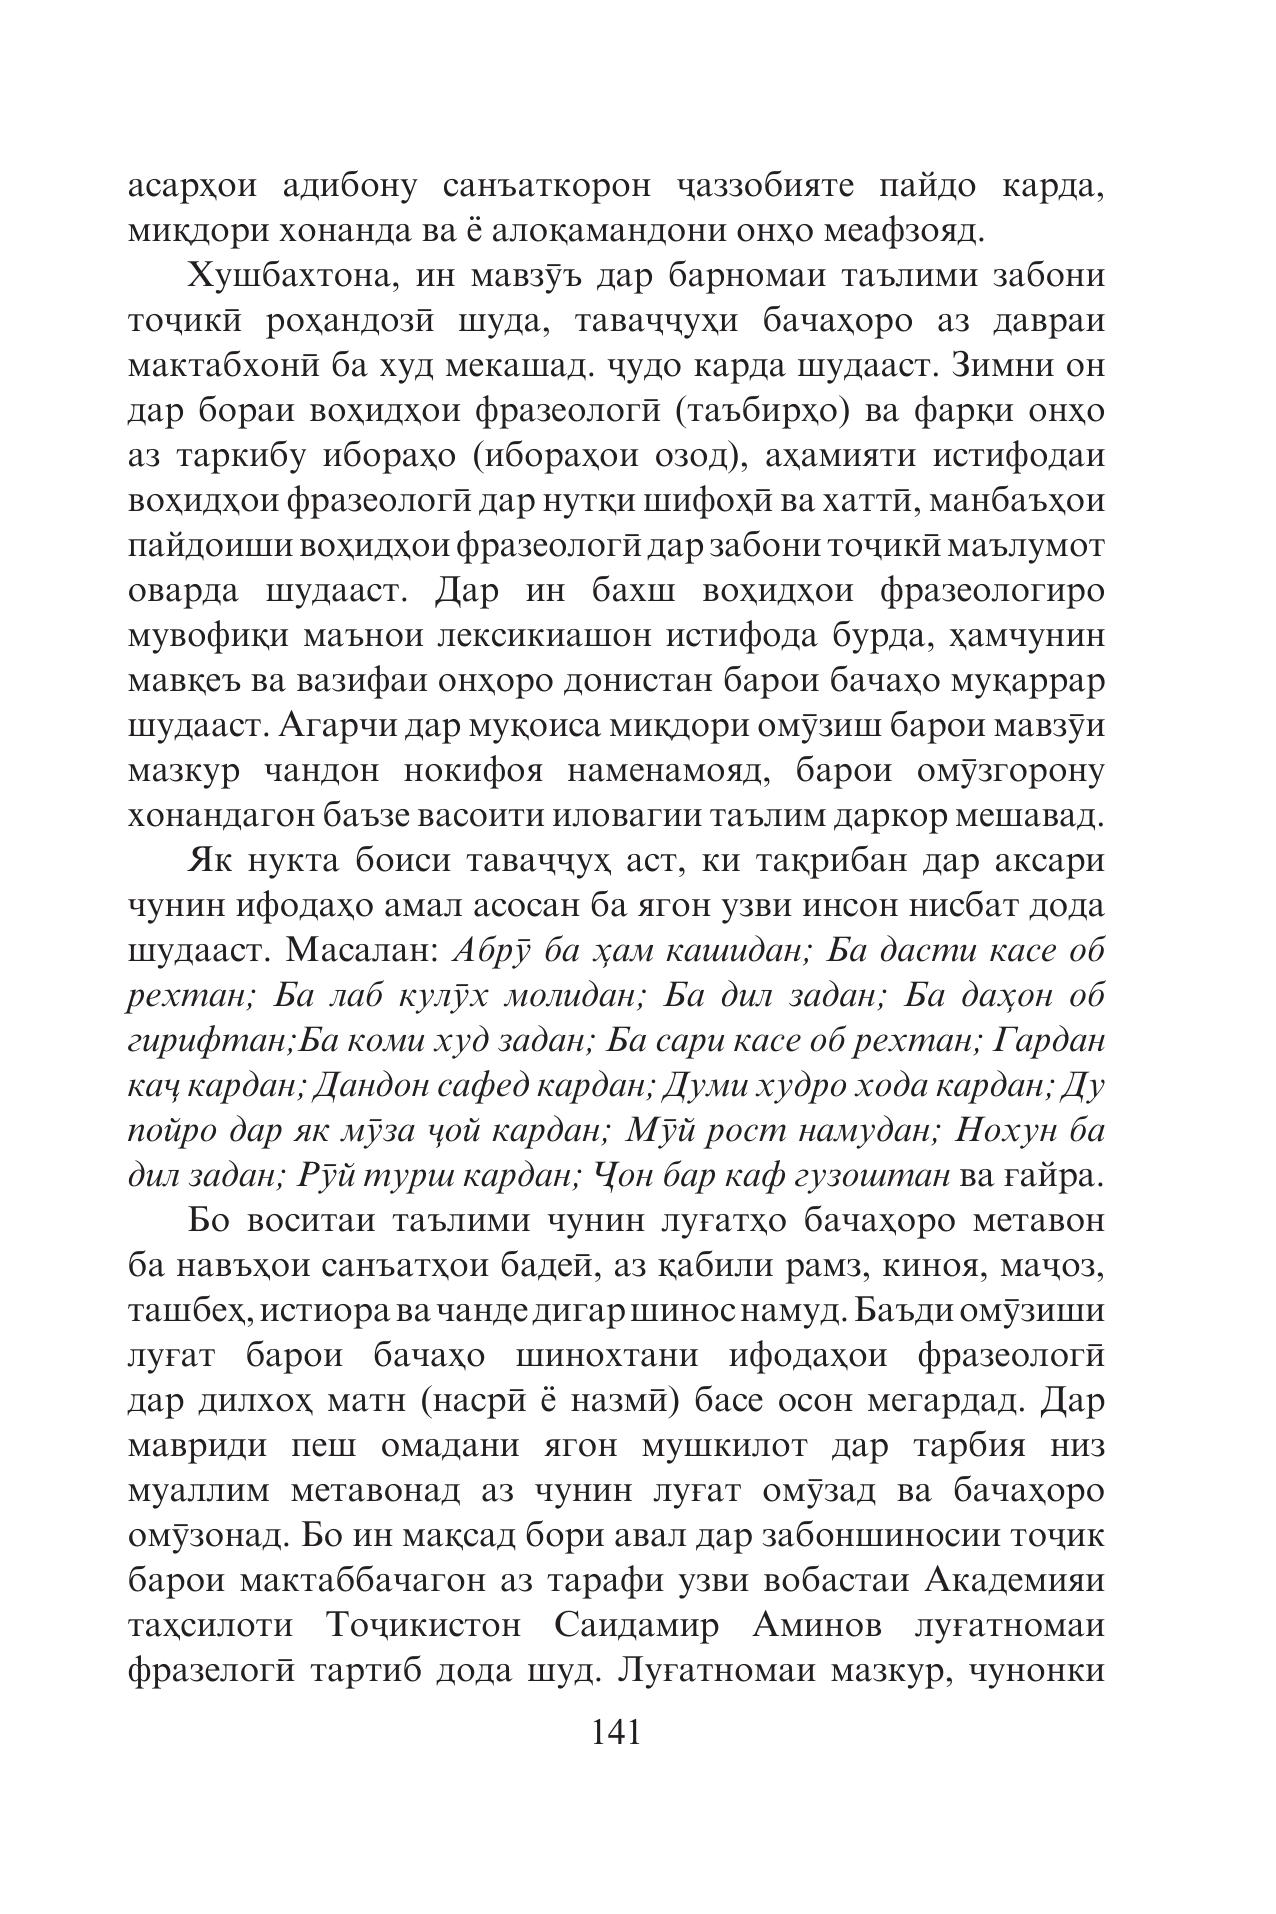 асарҳои адибону санъаткорон ҷаззобияте пайдо карда,
миқдори хонанда ва ё алоқамандони онҳо меафзояд.
Хушбахтона, ин мавзӯъ дар барномаи таълими забони
тоҷикӣ роҳандозӣ шуда, таваҷҷуҳи бачаҳоро аз давраи
мактабхонӣ ба худ мекашад. ҷудо карда шудааст. Зимни он
дар бораи воҳидҳои фразеологӣ (таъбирҳо) ва фарқи онҳо
аз таркибу ибораҳо (ибораҳои озод), аҳамияти истифодаи
воҳидҳои фразеологӣ дар нутқи шифоҳӣ ва хаттӣ, манбаъҳои
пайдоиши воҳидҳои фразеологӣ дар забони тоҷикӣ маълумот
оварда шудааст. Дар ин бахш воҳидҳои фразеологиро
мувофиқи маънои лексикиашон истифода бурда, ҳамчунин
мавқеъ ва вазифаи онҳоро донистан барои бачаҳо муқаррар
шудааст. Агарчи дар муқоиса миқдори омӯзиш барои мавзӯи
мазкур чандон нокифоя наменамояд, барои омӯзгорону
хонандагон баъзе васоити иловагии таълим даркор мешавад.
Як нукта боиси таваҷҷуҳ аст, ки тақрибан дар аксари
чунин ифодаҳо амал асосан ба ягон узви инсон нисбат дода
шудааст. Масалан: Абрӯ ба ҳам кашидан; Ба дасти касе об
рехтан; Ба лаб кулӯх молидан; Ба дил задан; Ба даҳон об
гирифтан;Ба коми худ задан; Ба сари касе об рехтан; Гардан
каҷ кардан; Дандон сафед кардан; Думи худро хода кардан; Ду
пойро дар як мӯза ҷой кардан; Мӯй рост намудан; Нохун ба
дил задан; Рӯй турш кардан; Ҷон бар каф гузоштан ва ғайра.
Бо воситаи таълими чунин луғатҳо бачаҳоро метавон
ба навъҳои санъатҳои бадеӣ, аз қабили рамз, киноя, маҷоз,
ташбеҳ, истиора ва чанде дигар шинос намуд. Баъди омӯзиши
луғат барои бачаҳо шинохтани ифодаҳои фразеологӣ
дар дилхоҳ матн (насрӣ ё назмӣ) басе осон мегардад. Дар
мавриди пеш омадани ягон мушкилот дар тарбия низ
муаллим метавонад аз чунин луғат омӯзад ва бачаҳоро
омӯзонад. Бо ин мақсад бори авал дар забоншиносии тоҷик
барои мактаббачагон аз тарафи узви вобастаи Академияи
таҳсилоти Тоҷикистон Саидамир Аминов луғатномаи
фразелогӣ тартиб дода шуд. Луғатномаи мазкур, чунонки
141